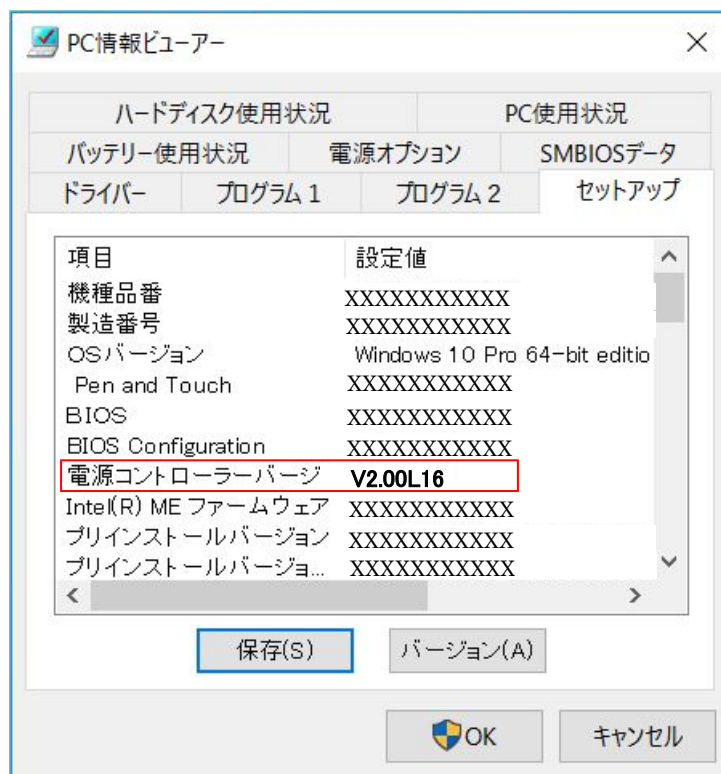 PC情報ビューアー
ハードディスク使用状況 PC使用状況
バッテリー使用状況 電源オプション SMBIOSデータ
ドライバー プログラム 1 プログラム 2 セットアップ
項目 設定値
機種品番 XXXXXXXXXXX
製造番号 XXXXXXXXXXX
OSバージョン Windows 10 Pro 64-bit editio
Pen and Touch XXXXXXXXXXX
BIOS XXXXXXXXXXX
BIOS Configuration XXXXXXXXXXX
電源コントローラーバージ V2.00L16
Intel(R) ME ファームウェア XXXXXXXXXXX
プリインストールバージョン XXXXXXXXXXX
プリインストールバージョ... XXXXXXXXXXX
保存(S) バージョン(A)
OK キャンセル